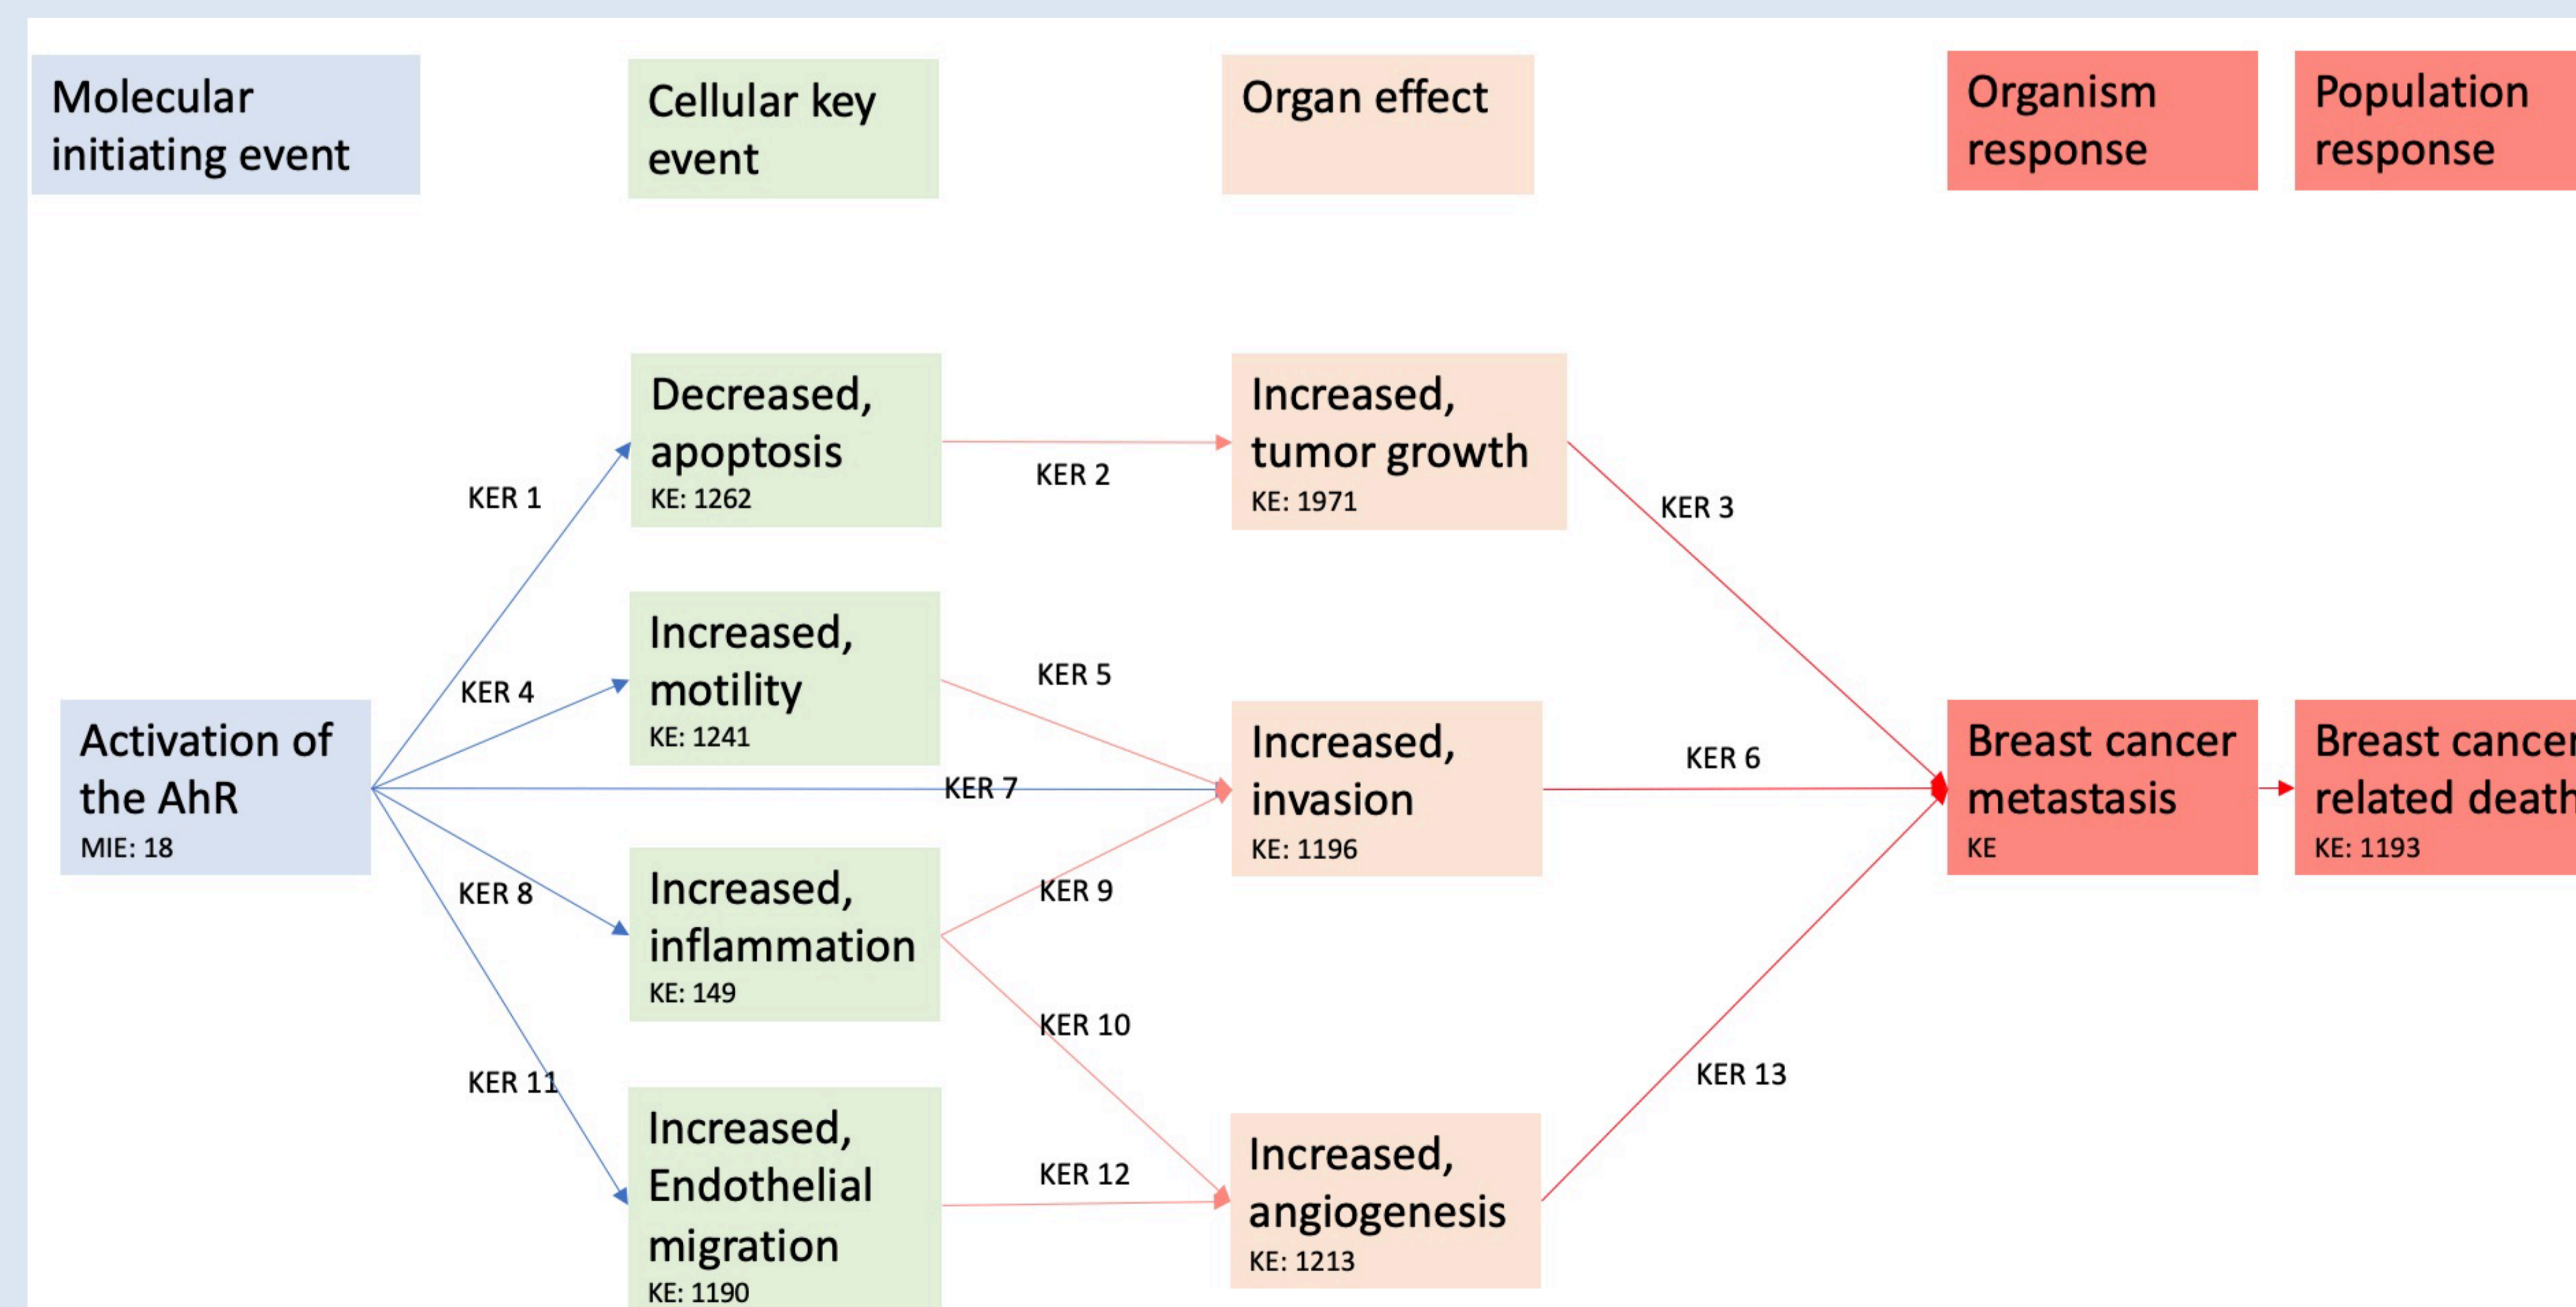 Molecular
initiating event
Cellular key
event
Organ effect
Organism
response
Population
response
Decreased,
apoptosis
KE: 1262
Increased,
tumor growth
KE: 1971
KER 1
KER 2
KER 3
Increased,
motility
KE: 1241
KER 4
KER 5
Activation of
the AhR
MIE: 18
KER 7
Increased,
invasion
KE: 1196
KER 6
Breast cancer
metastasis
KE
Breast cancer
related death
KE: 1193
KER 8
Increased,
inflammation
KE: 149
KER 9
KER 10
KER 11
Increased,
Endothelial
migration
KE: 1190
KER 12
Increased,
angiogenesis
KE: 1213
KER 13